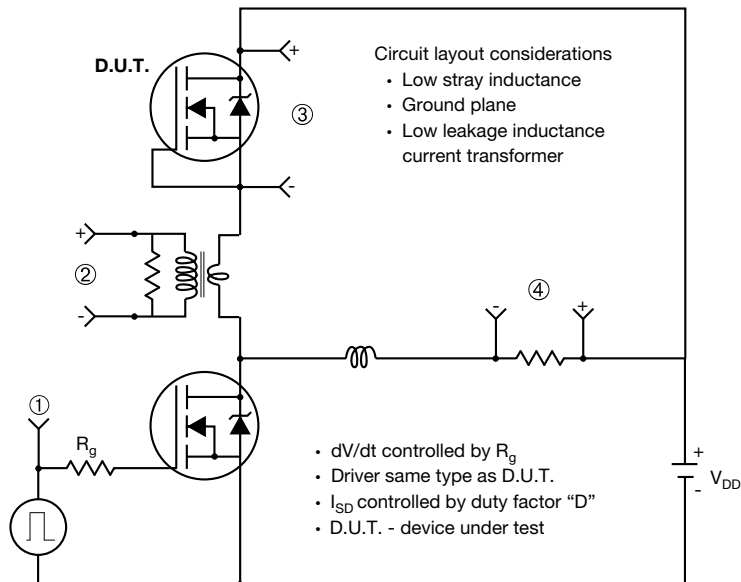 D.U.T.
+
Circuit layout considerations
• Low stray inductance
• Ground plane
• Low leakage inductance
current transformer
③
-
+
②
-
④
-
+
①
Rg
• dV/dt controlled by Rg
• Driver same type as D.U.T.
• ISD controlled by duty factor “D”
• D.U.T. - device under test
+
VDD
-